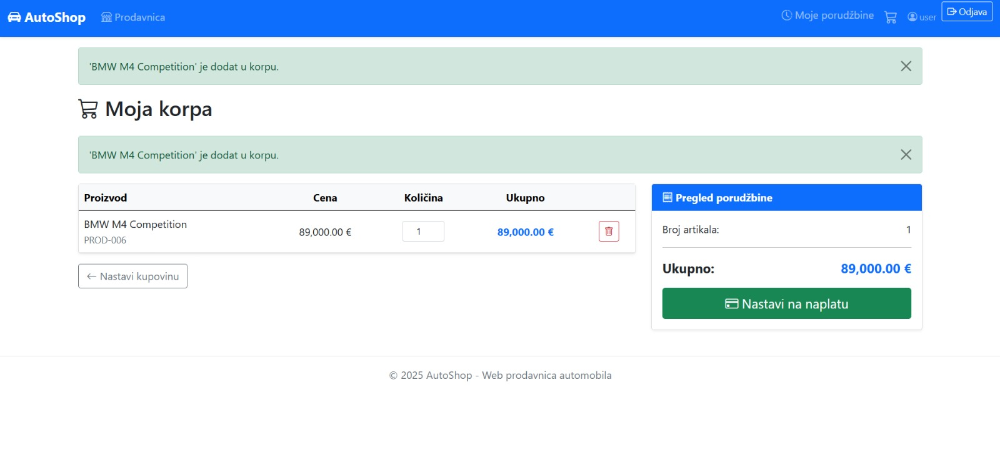 AutoShop Prodavnica Moje porudžbine user Odjava
'BMW M4 Competition' je dodat u korpu.
Moja korpa
'BMW M4 Competition' je dodat u korpu.
Proizvod Cena Količina Ukupno
BMW M4 Competition
PROD-006
89,000.00 € 1 89,000.00 €
Nastavi kupovinu
Pregled porudžbine
Broj artikala: 1
Ukupno: 89,000.00 €
Nastavi na naplatu
© 2025 AutoShop - Web prodavnica automobila